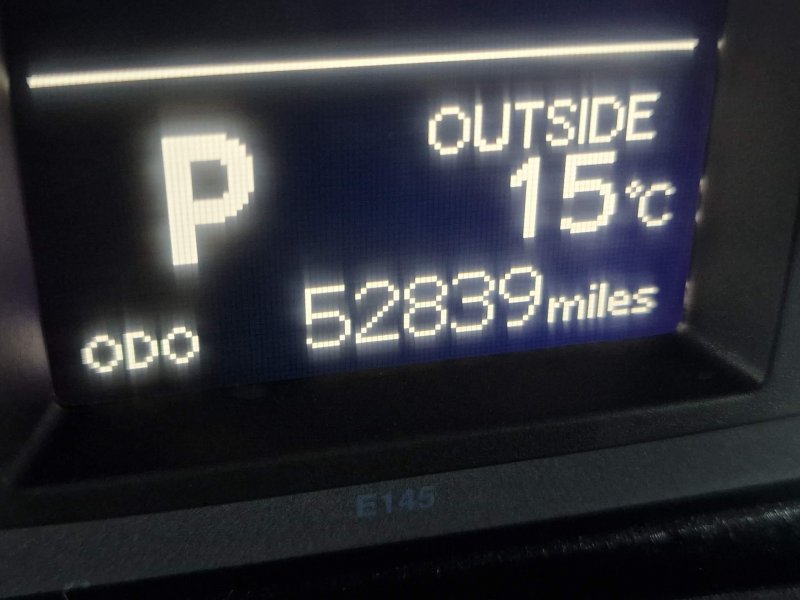 P
OUTSIDE
15°C
ODO 52839 miles
E145